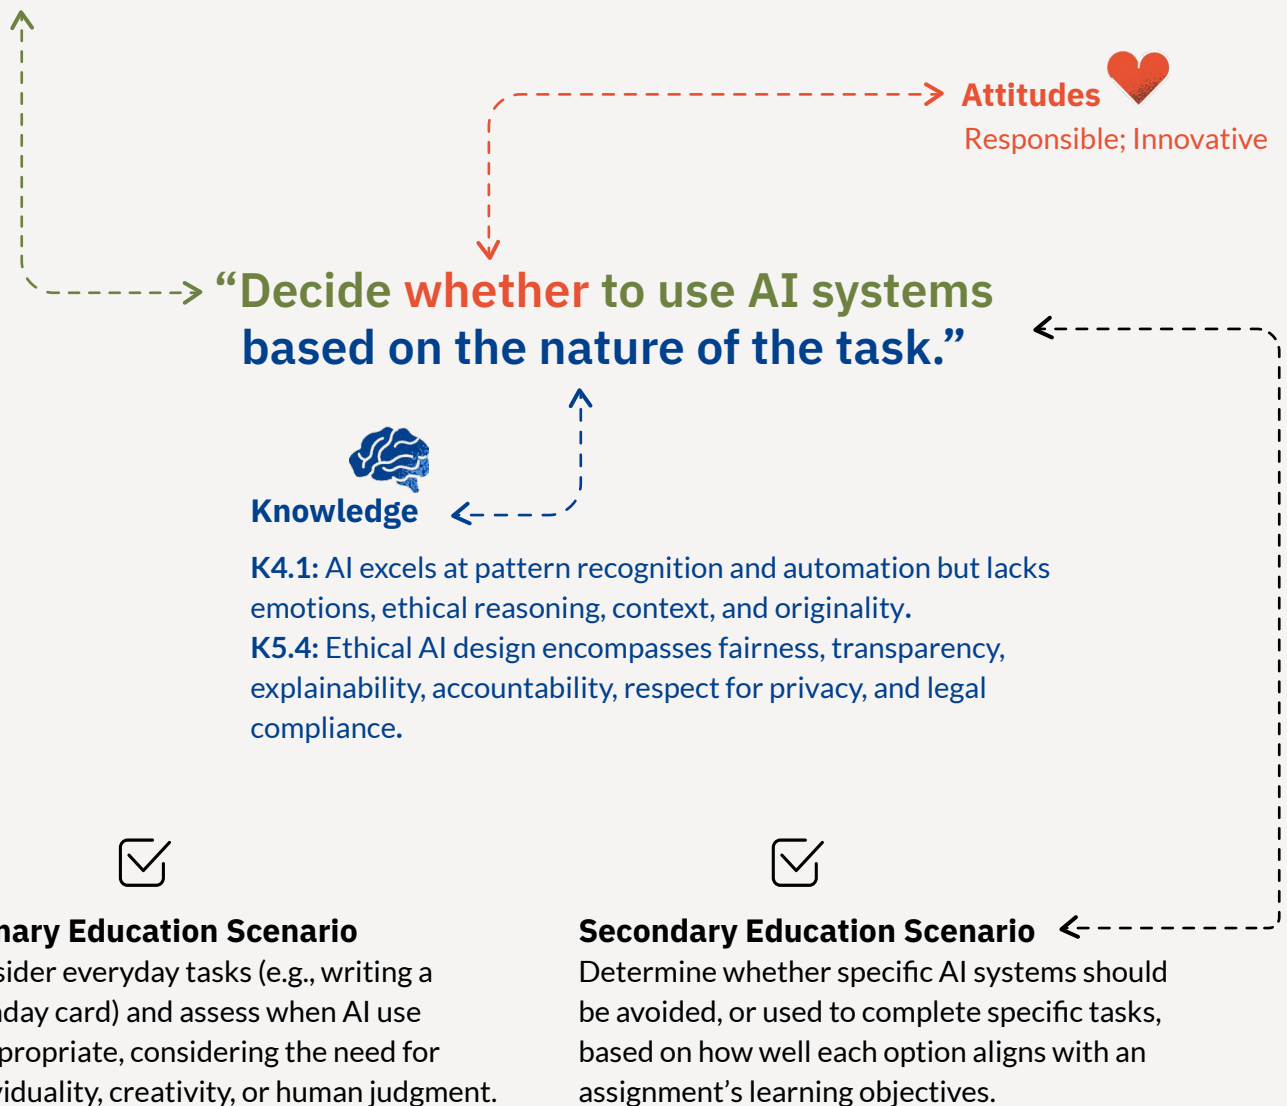 Attitudes
Responsible; Innovative
“Decide whether to use AI systems
based on the nature of the task.”
Knowledge
K4.1: AI excels at pattern recognition and automation but lacks
emotions, ethical reasoning, context, and originality.
K5.4: Ethical AI design encompasses fairness, transparency,
explainability, accountability, respect for privacy, and legal
compliance.
nary Education Scenario
sider everyday tasks (e.g., writing a
day card) and assess when AI use
propriate, considering the need for
viduality, creativity, or human judgment.
Secondary Education Scenario
Determine whether specific AI systems should
be avoided, or used to complete specific tasks,
based on how well each option aligns with an
assignment’s learning objectives.